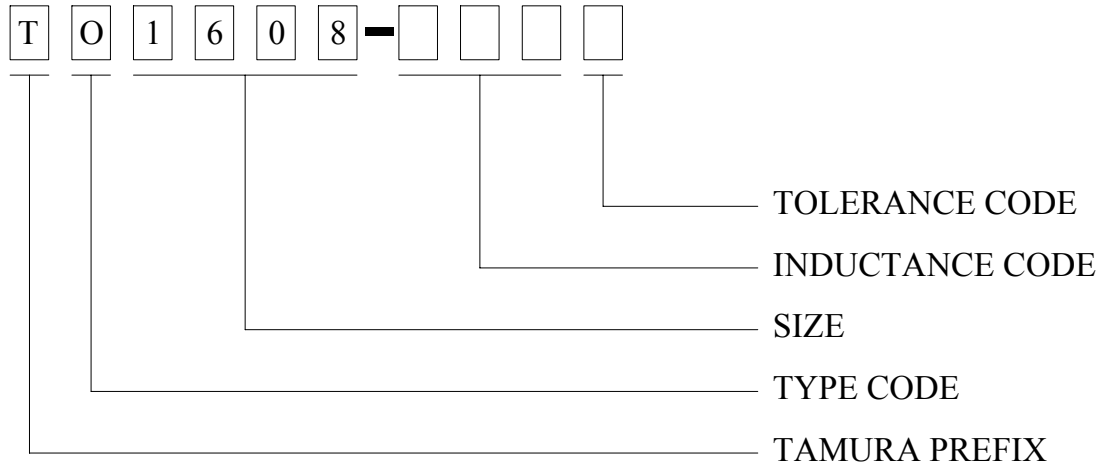 T O 1 6 0 8 -
TOLERANCE CODE
INDUCTANCE CODE
SIZE
TYPE CODE
TAMURA PREFIX